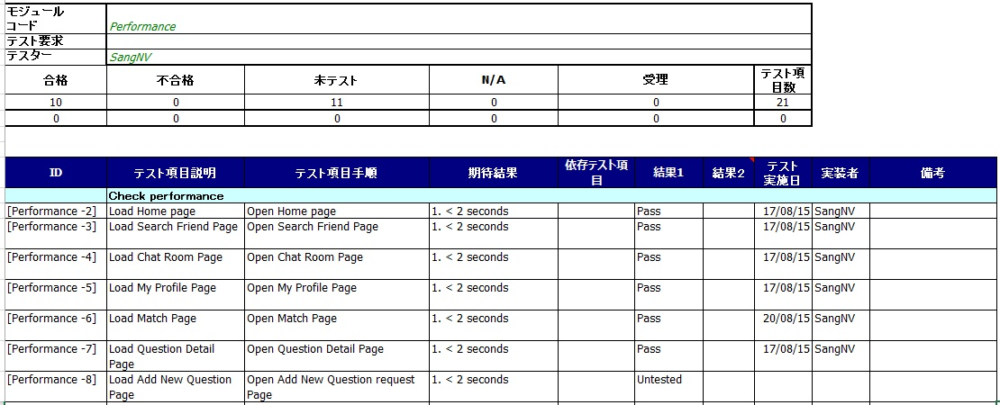 モジュール
コード Performance
テスト要求
テスター SangNV
合格 不合格 未テスト N/A 受理 テスト項
目数
10 0 11 0 0 21
0 0 0 0 0 0
ID テスト項目説明 テスト項目手順 期待結果 依存テスト項
目 結果1 結果2 テスト
実施日 実装者 備考
Check performance
[Performance -2] Load Home page Open Home page 1. < 2 seconds Pass 17/08/15 SangNV
[Performance -3] Load Search Friend Page Open Search Friend Page 1. < 2 seconds Pass 17/08/15 SangNV
[Performance -4] Load Chat Room Page Open Chat Room Page 1. < 2 seconds Pass 17/08/15 SangNV
[Performance -5] Load My Profile Page Open My Profile Page 1. < 2 seconds Pass 17/08/15 SangNV
[Performance -6] Load Match Page Open Match Page 1. < 2 seconds Pass 20/08/15 SangNV
[Performance -7] Load Question Detail Open Question Detail Page 1. < 2 seconds Pass 17/08/15 SangNV
Page
[Performance -8] Load Add New Question Open Add New Question request 1. < 2 seconds Untested
Page Page